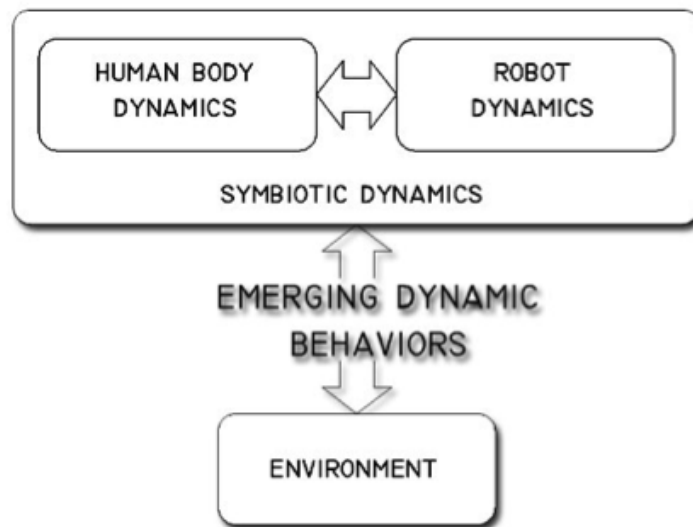 HUMAN BODY
DYNAMICS
ROBOT
DYNAMICS
SYMBIOTIC DYNAMICS
EMERGING DYNAMIC
BEHAVIORS
ENVIRONMENT